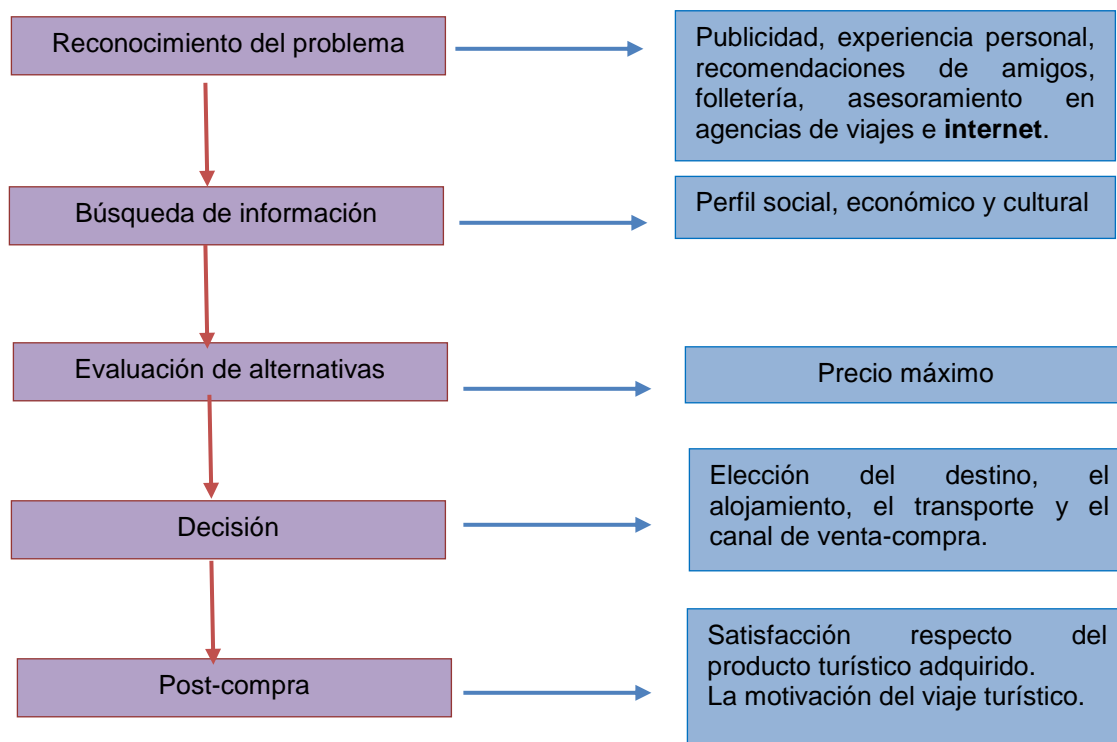 Reconocimiento del problema
Publicidad, experiencia personal,
recomendaciones de amigos,
folletería, asesoramiento en
agencias de viajes e internet.
Búsqueda de información
Perfil social, económico y cultural
Evaluación de alternativas
Precio máximo
Decisión
Elección del destino, el
alojamiento, el transporte y el
canal de venta-compra.
Post-compra
Satisfacción respecto del
producto turístico adquirido.
La motivación del viaje turístico.